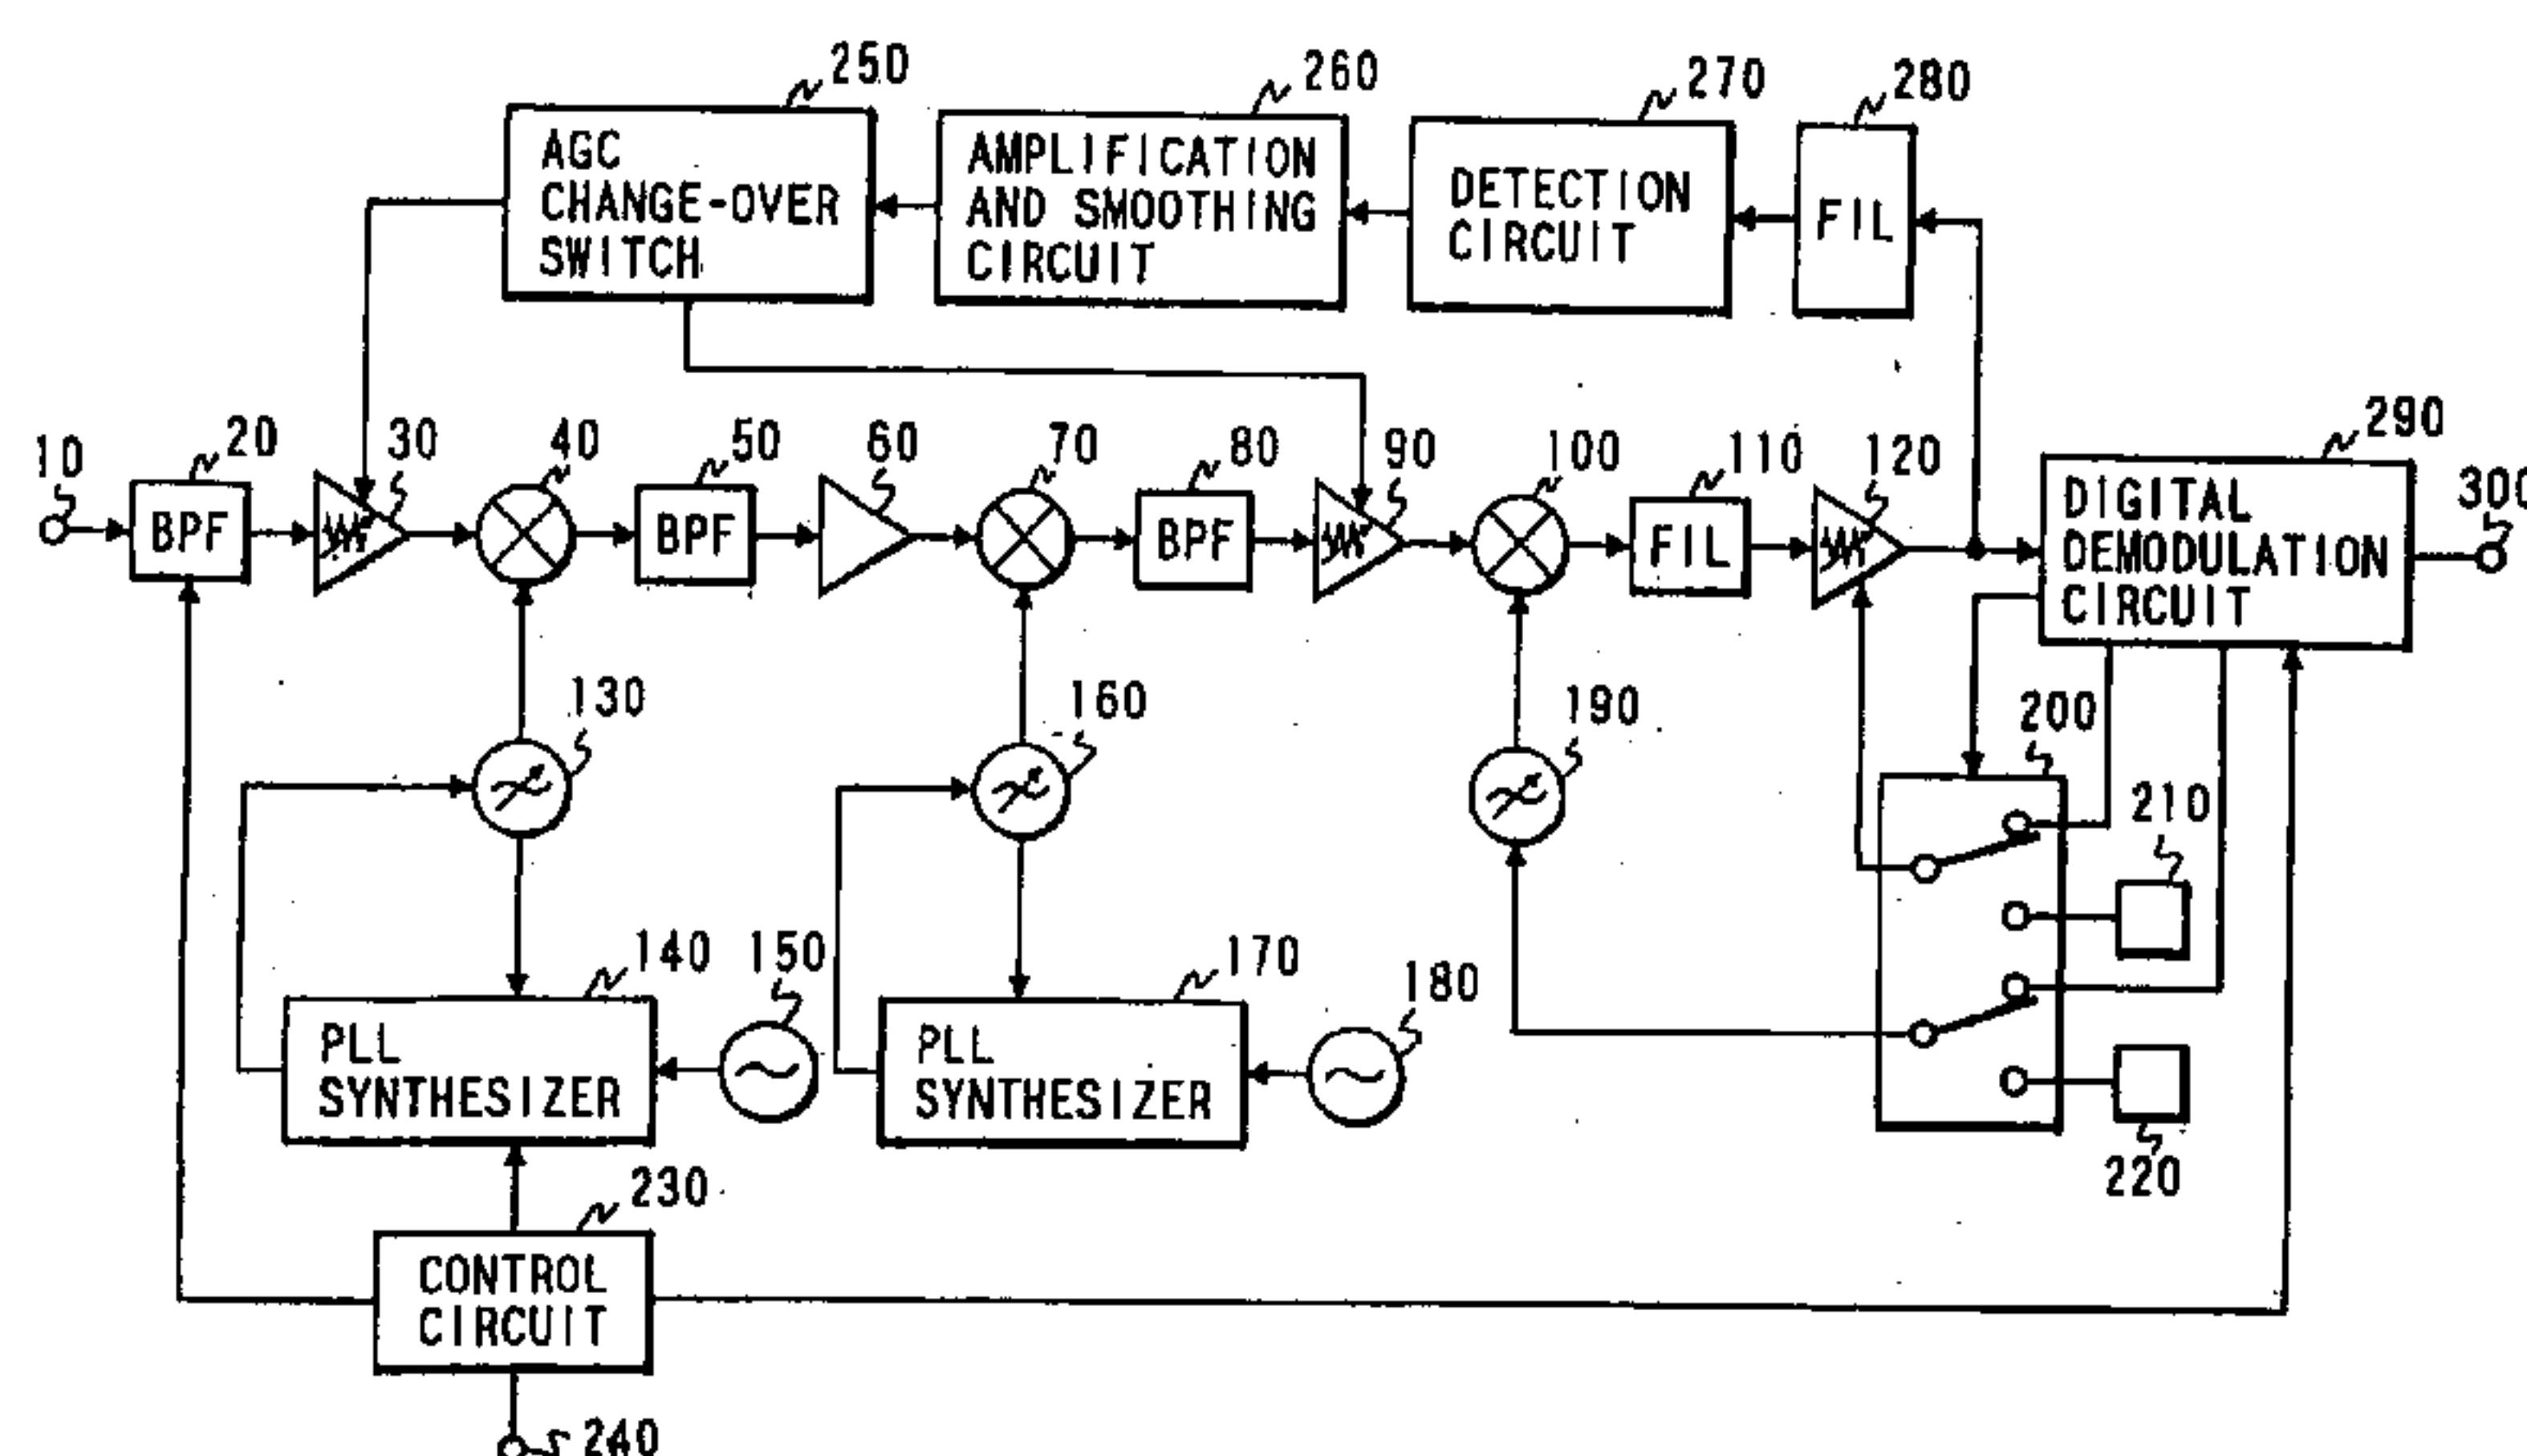 250
260
270
280
AGC
CHANGE-OVER
SWITCH
AMPLIFICATION
AND SMOOTHING
CIRCUIT
DETECTION
CIRCUIT
FIL
10
20
30
40
50
60
70
80
90
100
110
120
290
300
BPF
BPF
BPF
FIL
DIGITAL
DEMODULATION
CIRCUIT
130
160
190
200
210
140
150
170
180
PLL
SYNTHESIZER
PLL
SYNTHESIZER
220
230
CONTROL
CIRCUIT
240